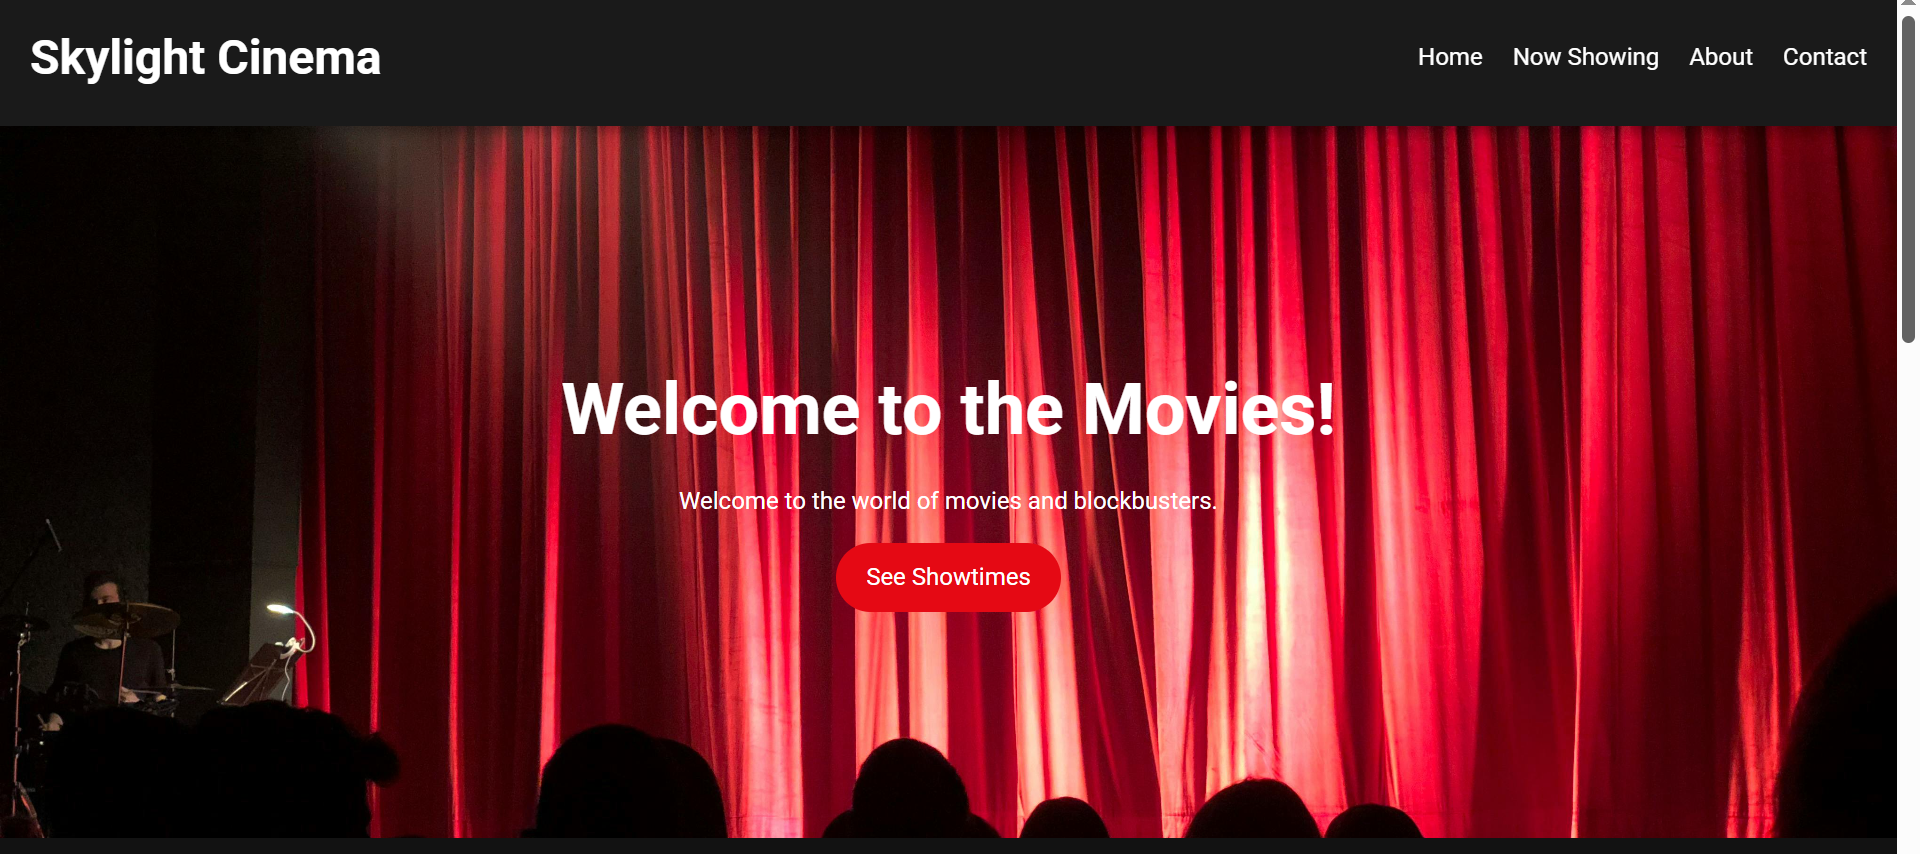 Skylight Cinema
Home Now Showing About Contact
Welcome to the Movies!
Welcome to the world of movies and blockbusters.
See Showtimes